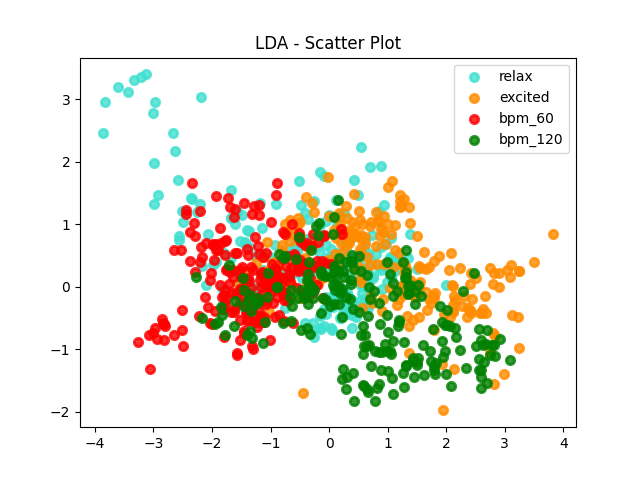 LDA - Scatter Plot
relax
excited
bpm_60
bpm_120
3
2
1
0
−1
−2
−4 −3 −2 −1 0 1 2 3 4